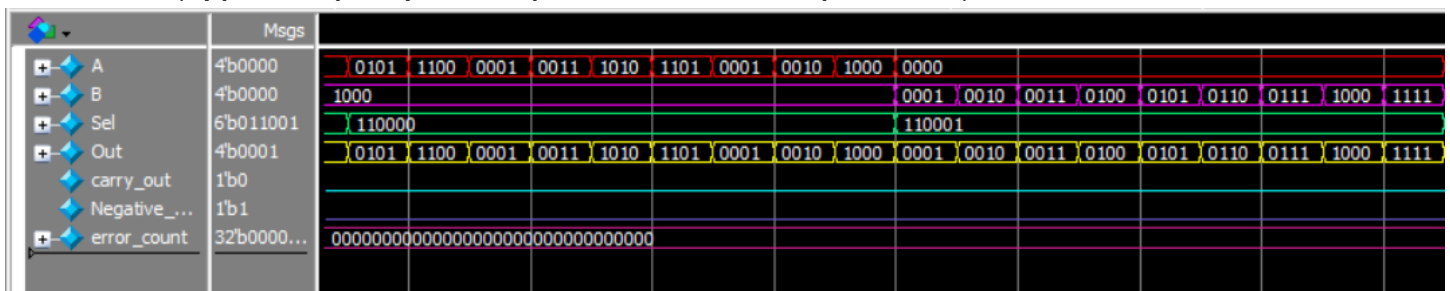 Msgs
A 4'b0000 0101 1100 0001 0011 1010 1101 0001 0010 1000 0000
B 4'b0000 1000 0001 0010 0011 0100 0101 0110 0111 1000 1111
Sel 6'b011001 110000 110001
Out 4'b0001 0101 1100 0001 0011 1010 1101 0001 0010 1000 0001 0010 0011 0100 0101 0110 0111 1000 1111
carry_out 1'b0
Negative_... 1'b1
error_count 32'b0000... 00000000000000000000000000000000